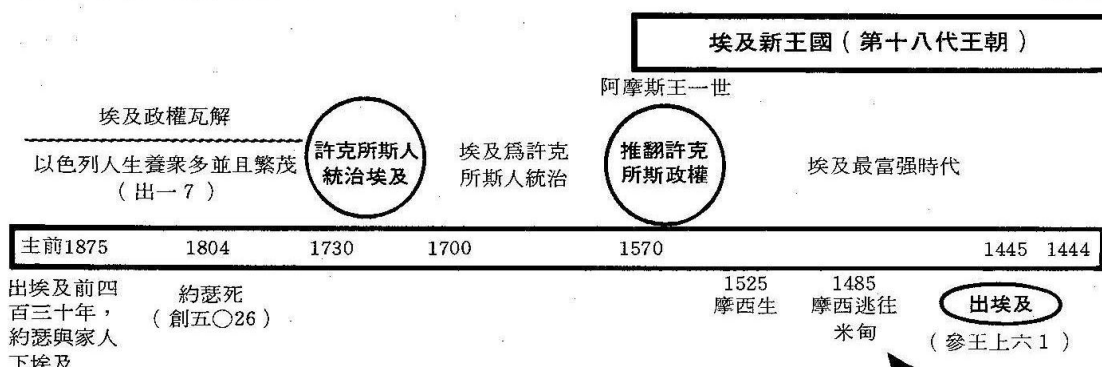 埃及新王國（第十八代王朝）
阿摩斯王一世
埃及政權瓦解
以色列人生養衆多並且繁茂
（出一7）
許克所斯人
統治埃及
埃及爲許克
所斯人統治
推翻許克
所斯政權
埃及最富强時代
主前1875 1804 1730 1700 1570 1445 1444
出埃及前四
百三十年，
約瑟與家人
下埃及
約瑟死
（創五〇26）
1525
摩西生
1485
摩西逃往
米甸
出埃及
（參王上六1）